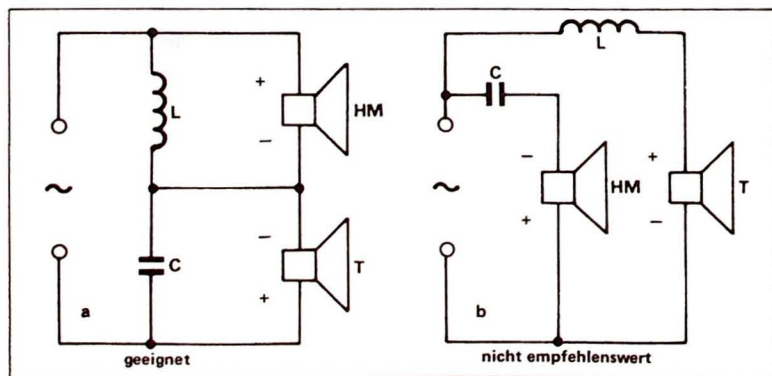 L
C
+
−
HM
−
+
T
~
a
geeignet
L
C
−
+
HM
+
−
T
~
b
nicht empfehlenswert